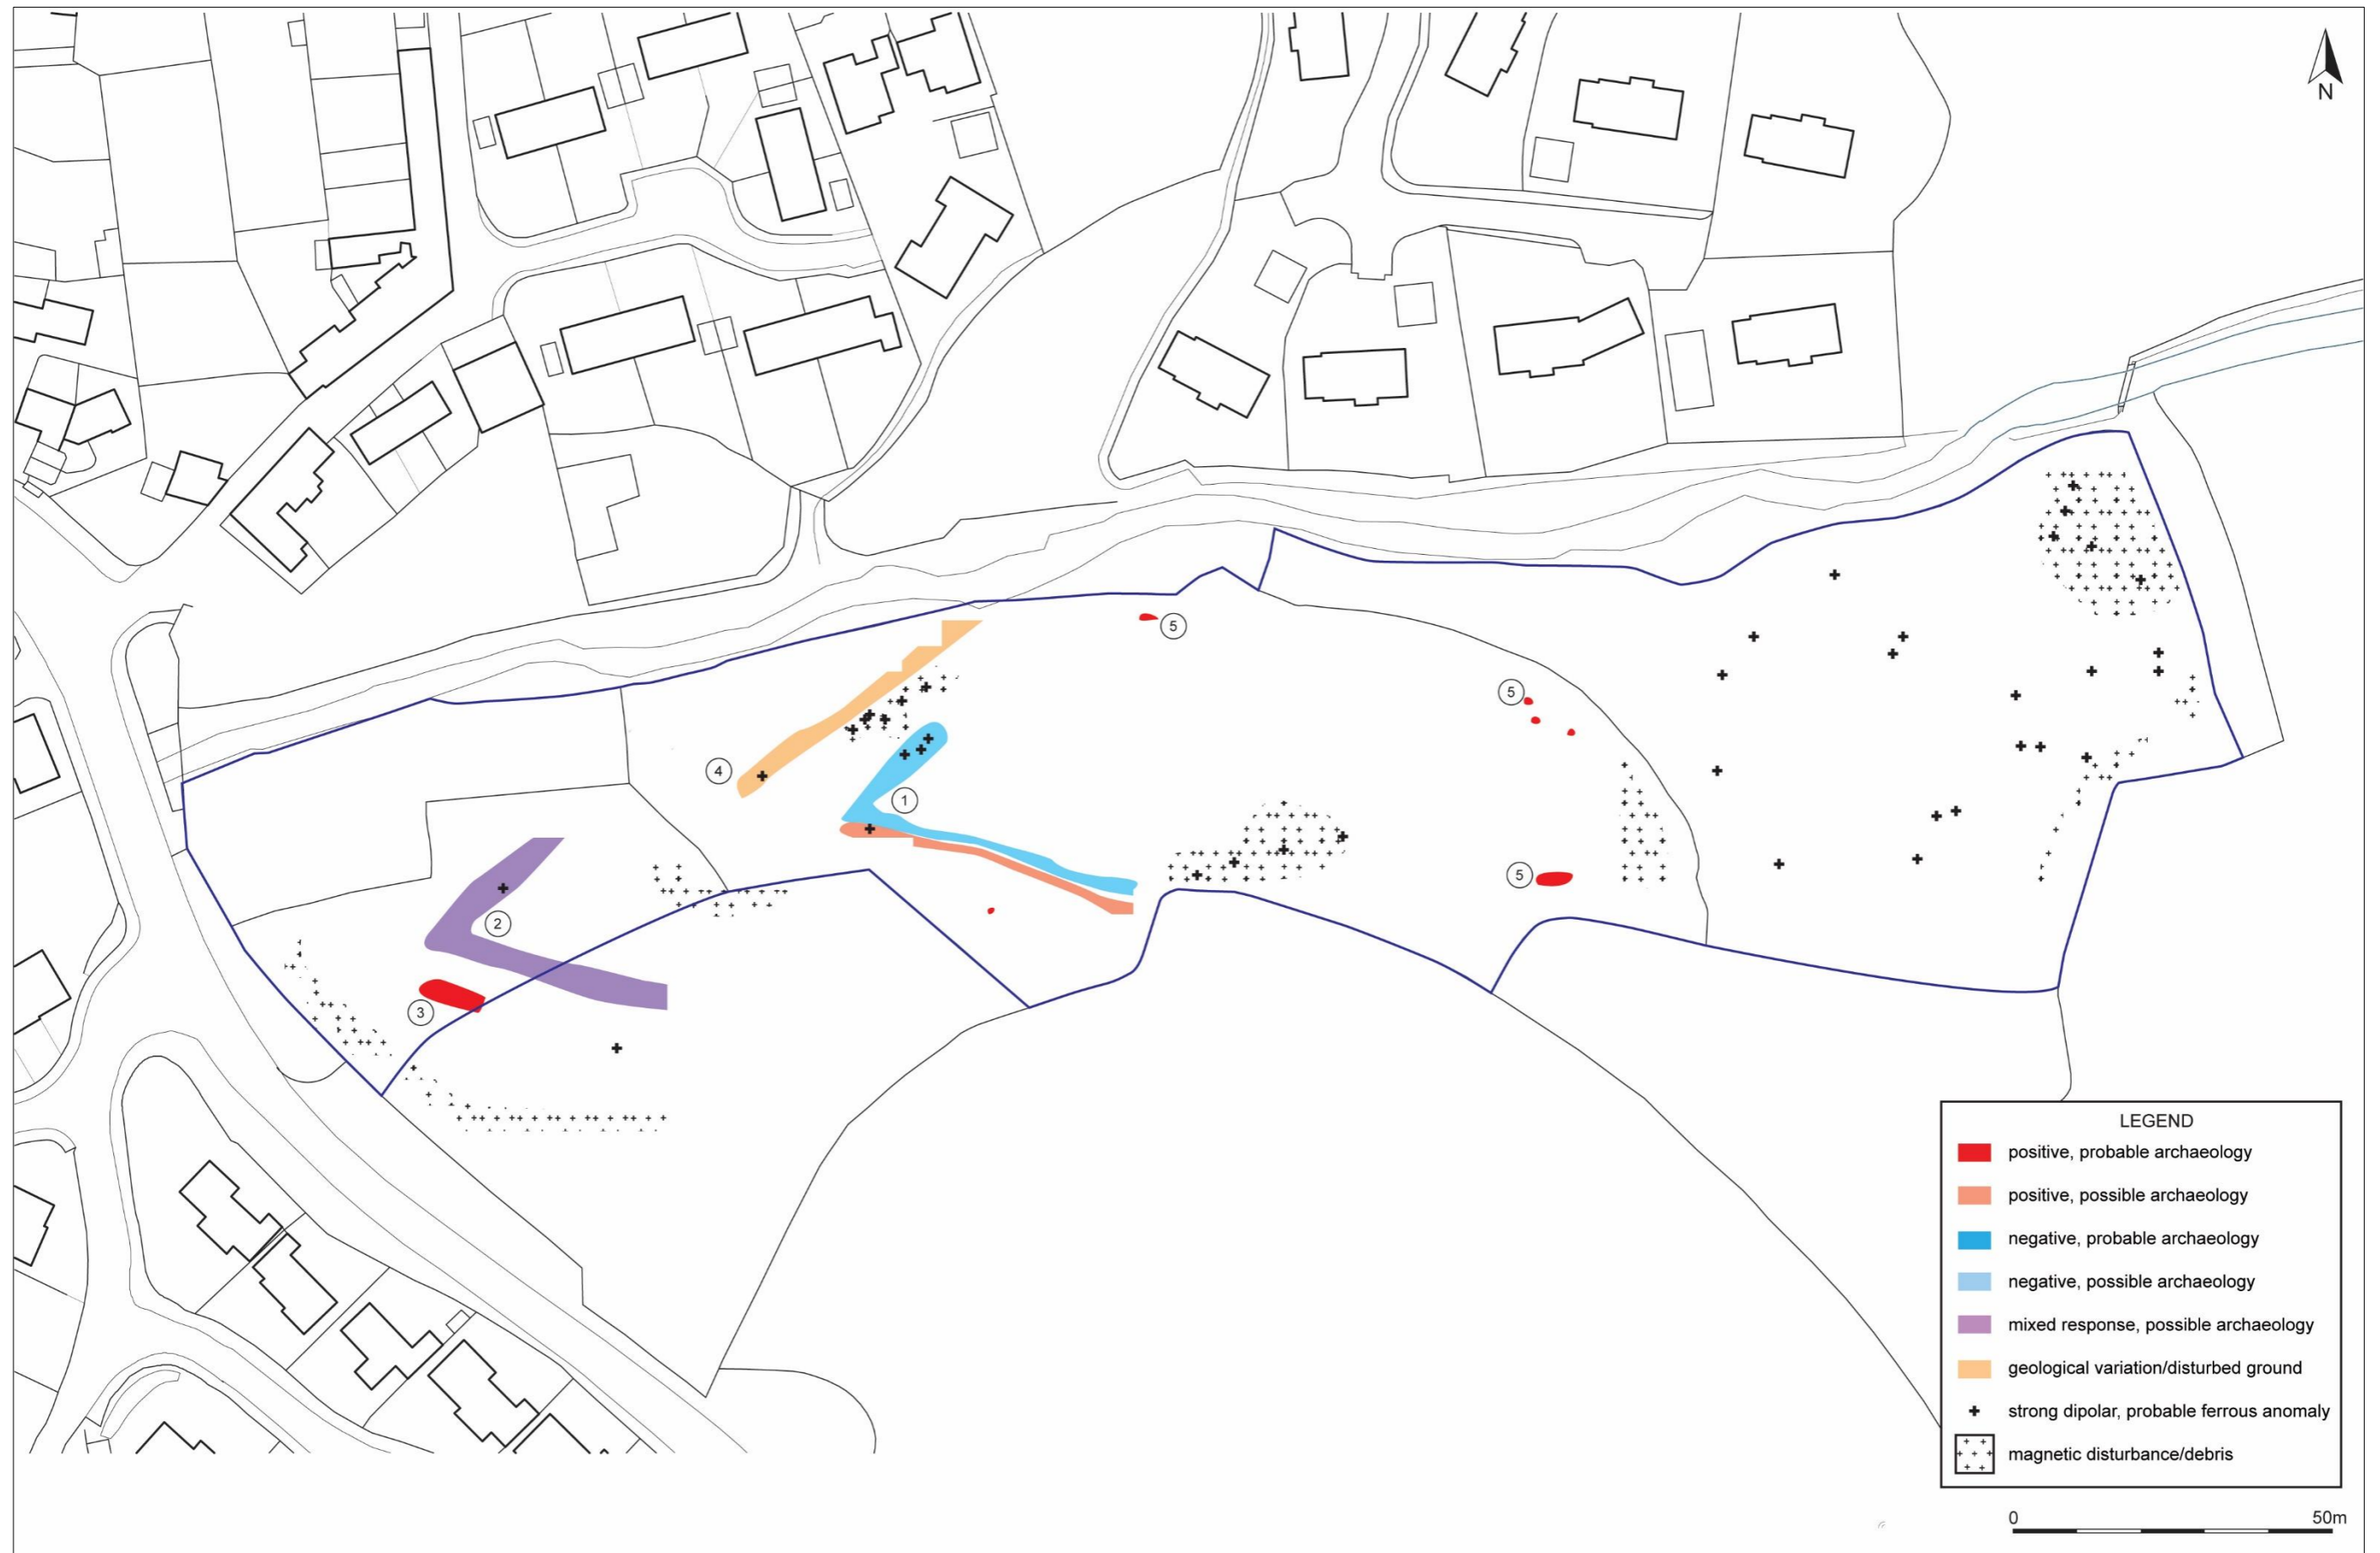 N
5
5
4
1
5
2
3
LEGEND
positive, probable archaeology
positive, possible archaeology
negative, probable archaeology
negative, possible archaeology
mixed response, possible archaeology
geological variation/disturbed ground
strong dipolar, probable ferrous anomaly
magnetic disturbance/debris
0 50m